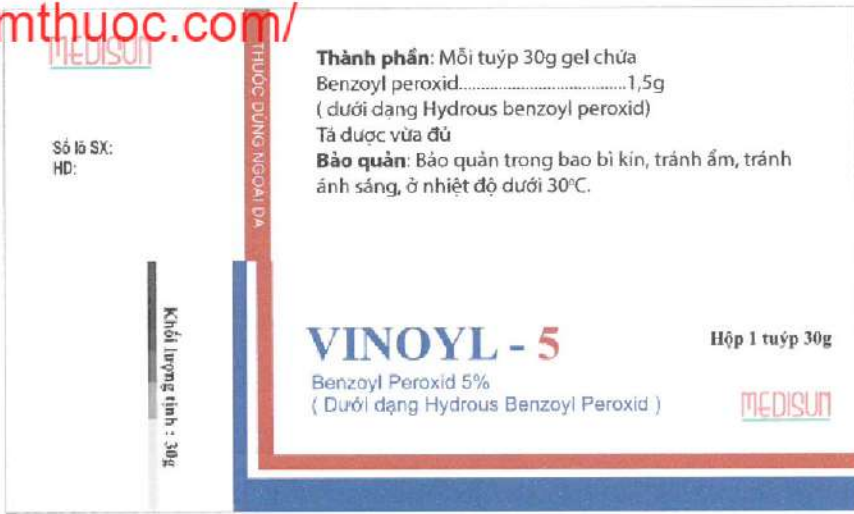 mthuoc.com/
MEDISUN
Số lô SX:
HD:
Khối lượng tịnh : 30g
THUỐC DÙNG NGOÀI DA
Thành phần: Mỗi tuýp 30g gel chứa
Benzoyl peroxid....................................1,5g
( dưới dạng Hydrous benzoyl peroxid)
Tá dược vừa đủ
Bảo quản: Bảo quản trong bao bì kín, tránh ẩm, tránh
ánh sáng, ở nhiệt độ dưới 30ºC.
VINOYL - 5
Hộp 1 tuýp 30g
Benzoyl Peroxid 5%
( Dưới dạng Hydrous Benzoyl Peroxid )
MEDISUN